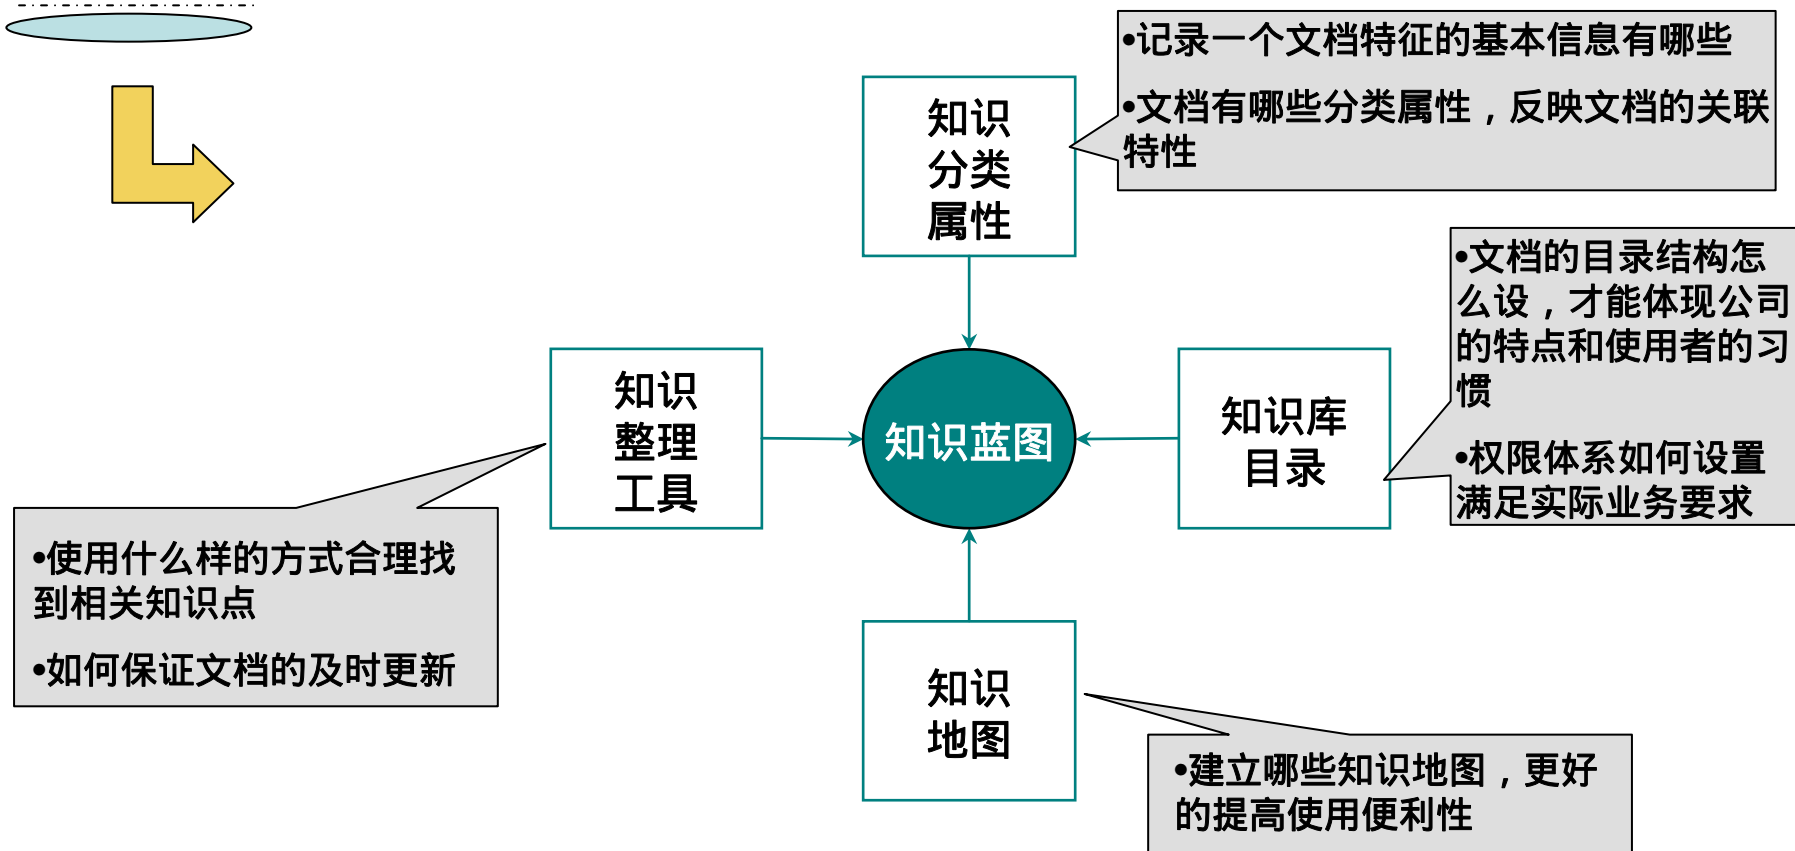 •记录一个文档特征的基本信息有哪些
•文档有哪些分类属性，反映文档的关联
特性
知识
分类
属性
•文档的目录结构怎
么设，才能体现公司
的特点和使用者的习
惯
•权限体系如何设置
满足实际业务要求
知识
整理
工具
知识蓝图
知识库
目录
•使用什么样的方式合理找
到相关知识点
•如何保证文档的及时更新
知识
地图
•建立哪些知识地图，更好
的提高使用便利性